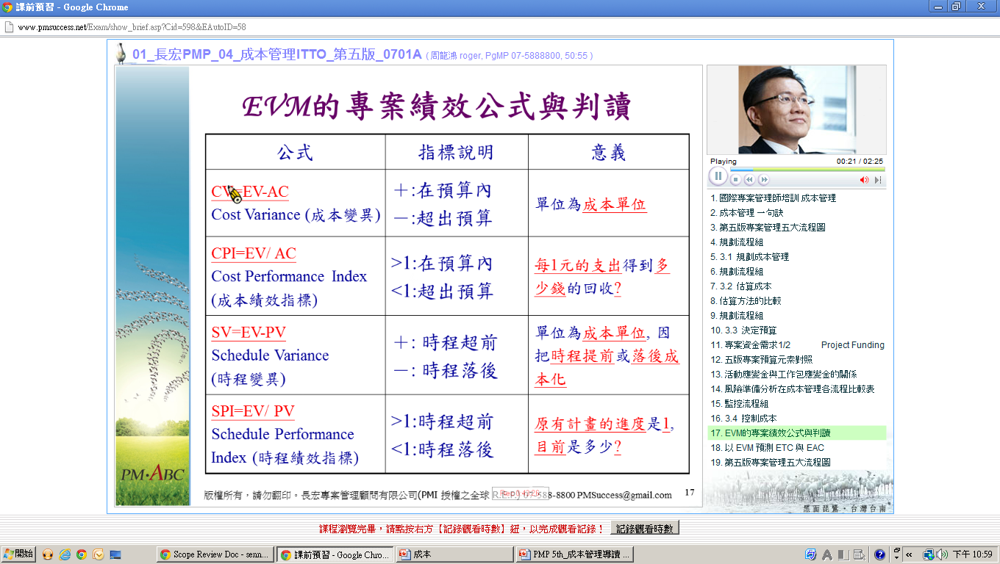 課前預習 - Google Chrome
www.pmsuccess.net/Exam/show_brief.asp?Cid=598&EAutoID=58
01_長宏PMP_04_成本管理ITTO_第五版_0701A ( 周龍鴻 roger, PgMP 07-5888800, 50:55 )
EVM的專案績效公式與判讀
公式
指標說明
意義
CV=EV-AC
Cost Variance (成本變異)
＋:在預算內
－:超出預算
單位為成本單位
CPI=EV/ AC
Cost Performance Index
(成本績效指標)
>1:在預算內
<1:超出預算
每1元的支出得到多
少錢的回收?
SV=EV-PV
Schedule Variance
(時程變異)
＋: 時程超前
－: 時程落後
單位為成本單位, 因
把時程提前或落後成
本化
SPI=EV/ PV
Schedule Performance
Index (時程績效指標)
>1:時程超前
<1:時程落後
原有計畫的進度是1,
目前是多少?
PM·ABC
版權所有，請勿翻印。長宏專案管理顧問有限公司(PMI 授權之全球 R.E.P.) 07-588-8800 PMSuccess@gmail.com
17
Playing
00:21 / 02:25
1. 國際專案管理師培訓 成本管理
2. 成本管理 一句訣
3. 第五版專案管理五大流程圖
4. 規劃流程組
5. 3.1 規劃成本管理
6. 規劃流程組
7. 3.2 估算成本
8. 估算方法的比較
9. 規劃流程組
10. 3.3 決定預算
11. 專案資金需求1/2 Project Funding
12. 五版專案預算元素對照
13. 活動應變金與工作包應變金的關係
14. 風險準備分析在成本管理各流程比較表
15. 監控流程組
16. 3.4 控制成本
17. EVM的專案績效公式與判讀
18. 以 EVM 預測 ETC 與 EAC
19. 第五版專案管理五大流程圖
黑面琵鷺．台灣台南
課程瀏覽完畢，請點按右方【記錄觀看時數】鈕，以完成觀看記錄！
記錄觀看時數
開始
Scope Review Doc - senn...
課前預習 - Google Chro...
成本
PMP 5th_成本管理導讀 ...
下午 10:59